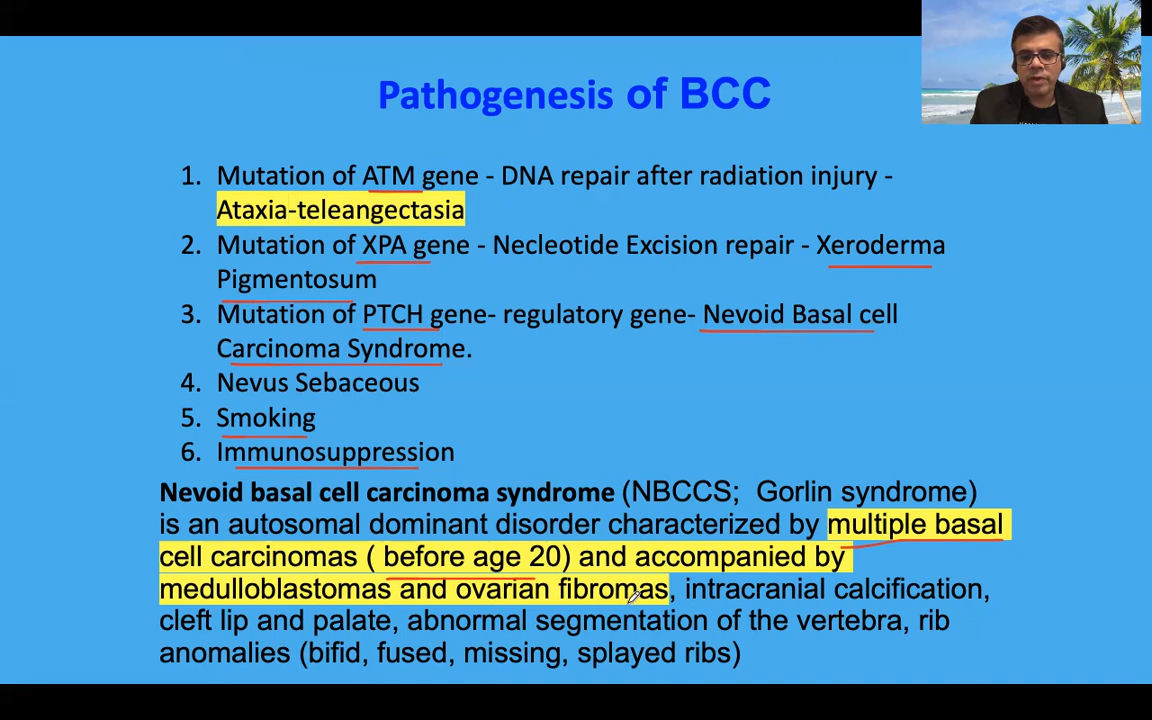 Pathogenesis of BCC
1. Mutation of ATM gene - DNA repair after radiation injury -
Ataxia-teleangectasia
2. Mutation of XPA gene - Necleotide Excision repair - Xeroderma
Pigmentosum
3. Mutation of PTCH gene- regulatory gene- Nevoid Basal cell
Carcinoma Syndrome.
4. Nevus Sebaceous
5. Smoking
6. Immunosuppression
Nevoid basal cell carcinoma syndrome (NBCCS; Gorlin syndrome)
is an autosomal dominant disorder characterized by multiple basal
cell carcinomas ( before age 20) and accompanied by
medulloblastomas and ovarian fibromas, intracranial calcification,
cleft lip and palate, abnormal segmentation of the vertebra, rib
anomalies (bifid, fused, missing, splayed ribs)